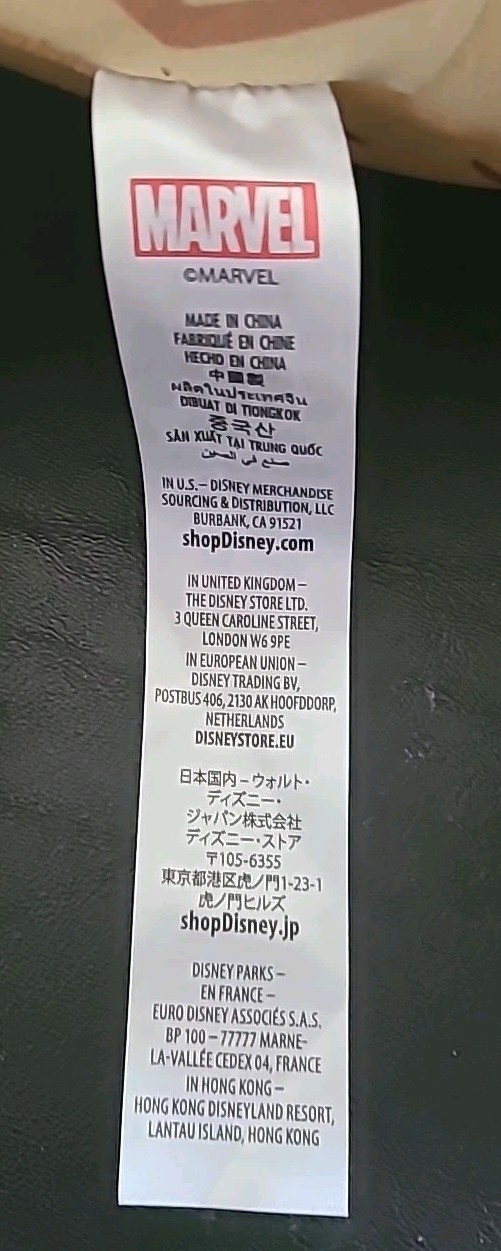 MARVEL
©MARVEL
MADE IN CHINA
FABRIQUÉ EN CHINE
HECHO EN CHINA
中國製
ผลิตในประเทศจีน
DIBUAT DI TIONGKOK
중국산
SẢN XUẤT TẠI TRUNG QUỐC
صنع في الصين
IN U.S.– DISNEY MERCHANDISE
SOURCING & DISTRIBUTION, LLC
BURBANK, CA 91521
shopDisney.com
IN UNITED KINGDOM –
THE DISNEY STORE LTD.
3 QUEEN CAROLINE STREET,
LONDON W6 9PE
IN EUROPEAN UNION –
DISNEY TRADING BV,
POSTBUS 406, 2130 AK HOOFDDORP,
NETHERLANDS
DISNEYSTORE.EU
日本国内 – ウォルト・
ディズニー・
ジャパン株式会社
ディズニー・ストア
〒105-6355
東京都港区虎ノ門1-23-1
虎ノ門ヒルズ
shopDisney.jp
DISNEY PARKS –
EN FRANCE –
EURO DISNEY ASSOCIÉS S.A.S.
BP 100 – 77777 MARNE-
LA-VALLÉE CEDEX 04, FRANCE
IN HONG KONG –
HONG KONG DISNEYLAND RESORT,
LANTAU ISLAND, HONG KONG